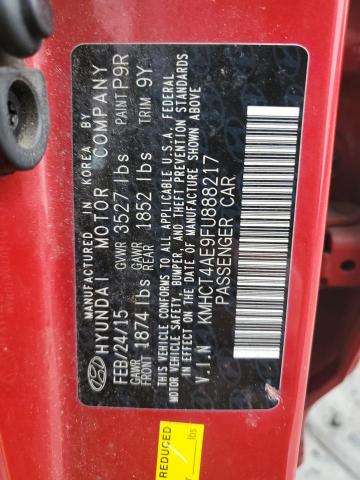 MANUFACTURED IN KOREA BY
HYUNDAI MOTOR COMPANY
FEB/24/15 GVWR 3527 lbs PAINT P9R
GAWR FRONT 1874 lbs GAWR REAR 1852 lbs TRIM 9Y
THIS VEHICLE CONFORMS TO ALL APPLICABLE U.S.A. FEDERAL
MOTOR VEHICLE SAFETY, BUMPER, AND THEFT PREVENTION STANDARDS
IN EFFECT ON THE DATE OF MANUFACTURE SHOWN ABOVE
V.I.N KMHCT4AE9FU888217
PASSENGER CAR
REDUCED
lbs